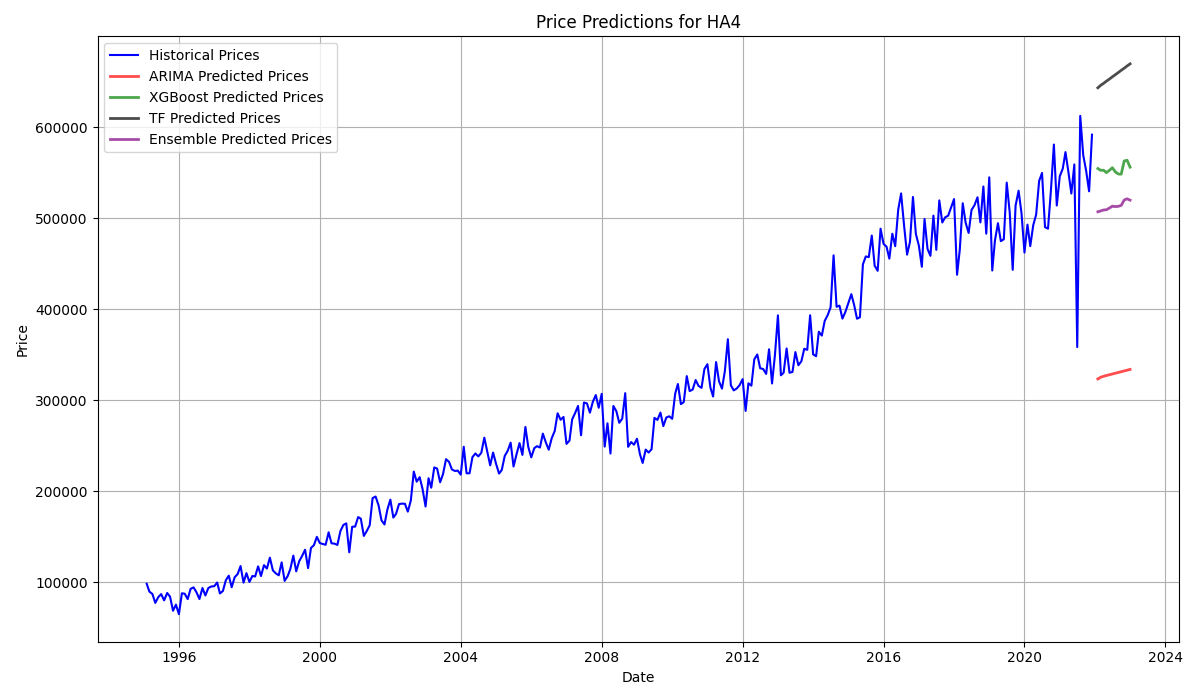 Price Predictions for HA4
Historical Prices
ARIMA Predicted Prices
XGBoost Predicted Prices
TF Predicted Prices
Ensemble Predicted Prices
600000
500000
400000
300000
200000
100000
Price
1996 2000 2004 2008 2012 2016 2020 2024
Date